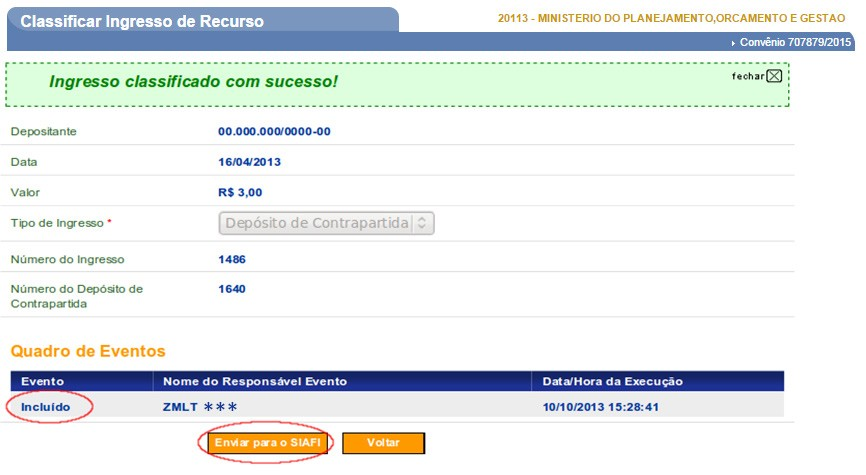 Classificar Ingresso de Recurso
20113 - MINISTERIO DO PLANEJAMENTO,ORCAMENTO E GESTAO
Convênio 707879/2015
Ingresso classificado com sucesso!
fechar
Depositante 00.000.000/0000-00
Data 16/04/2013
Valor R$ 3,00
Tipo de Ingresso * Depósito de Contrapartida
Número do Ingresso 1486
Número do Depósito de 1640
Contrapartida
Quadro de Eventos
Evento Nome do Responsável Evento Data/Hora da Execução
Incluído ZMLT *** 10/10/2013 15:28:41
Enviar para o SIAFI Voltar